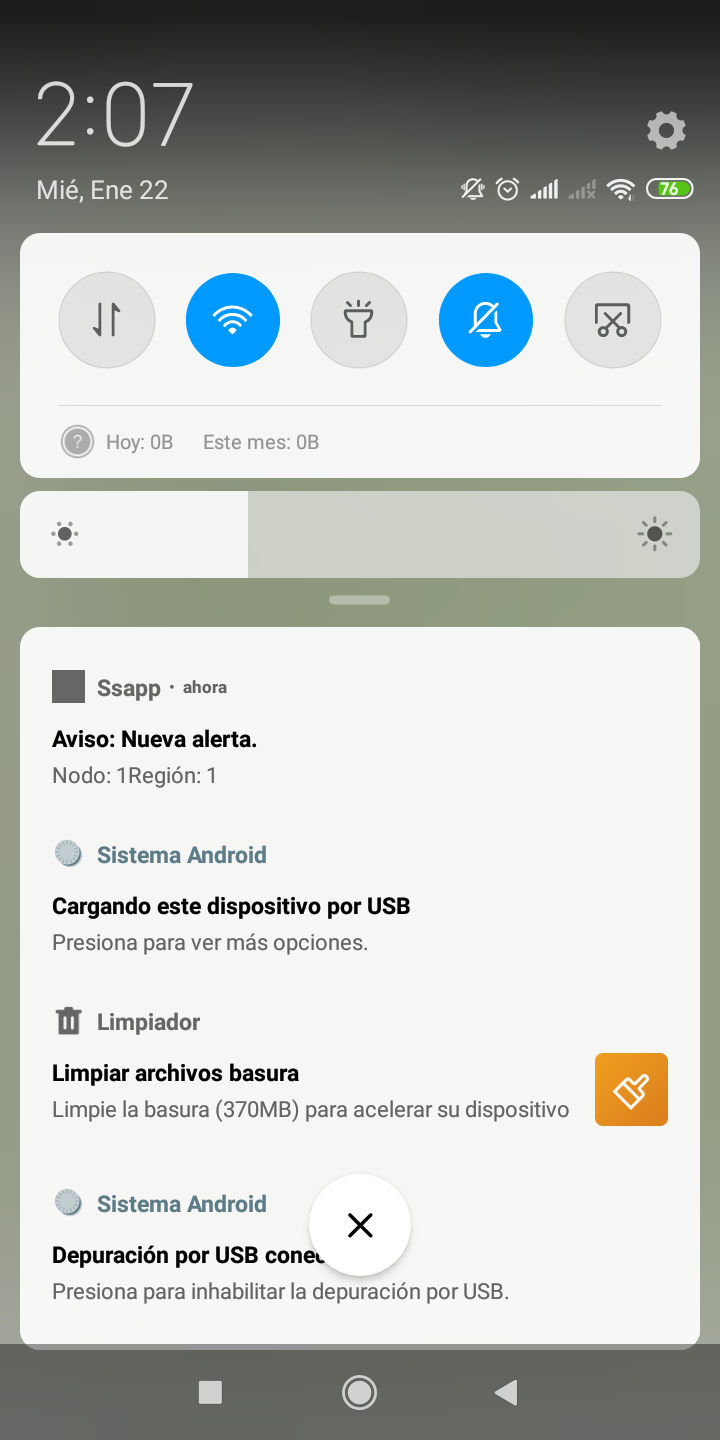 2:07
Mié, Ene 22
76
? Hoy: 0B Este mes: 0B
Ssapp · ahora
Aviso: Nueva alerta.
Nodo: 1Región: 1
Sistema Android
Cargando este dispositivo por USB
Presiona para ver más opciones.
Limpiador
Limpiar archivos basura
Limpie la basura (370MB) para acelerar su dispositivo
Sistema Android
Depuración por USB
Presiona para inhabilitar la depuración por USB.